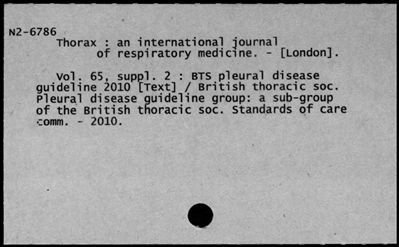 N2-6786
Thorax : an international journal
of respiratory medicine. - [London].
Vol. 65, suppl. 2 : BTS pleural disease
guideline 2010 [Text] / British thoracic soc.
Pleural disease guideline group: a sub-group
of the British thoracic soc. Standards of care
comm. - 2010.